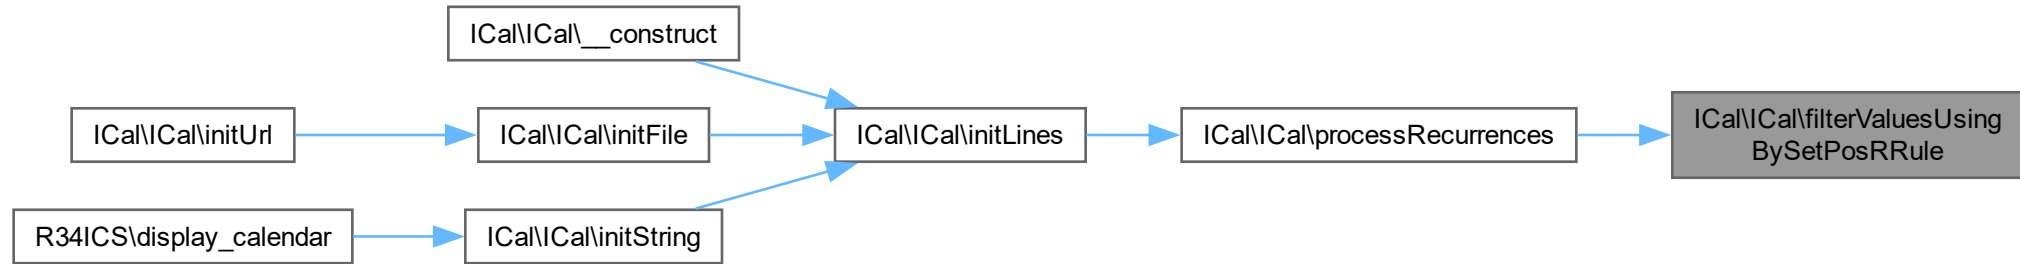 ICal\ICal\__construct
ICal\ICal\initUrl
ICal\ICal\initFile
ICal\ICal\initLines
ICal\ICal\processRecurrences
ICal\ICal\filterValuesUsing
BySetPosRRule
R34ICS\display_calendar
ICal\ICal\initString